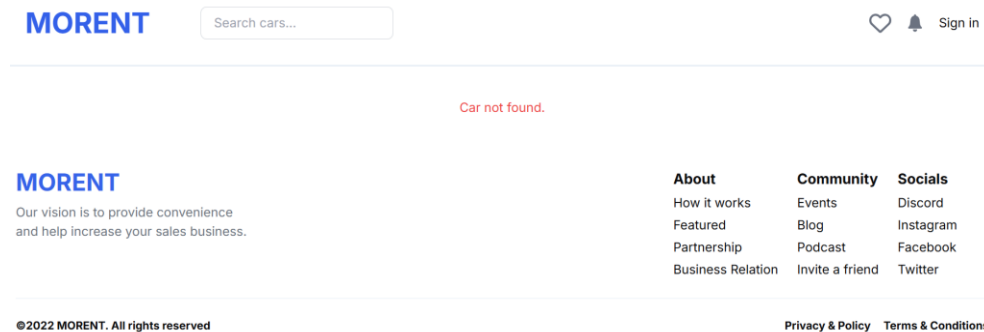 MORENT
Search cars...
Sign in
Car not found.
MORENT
Our vision is to provide convenience
and help increase your sales business.
About
How it works
Featured
Partnership
Business Relation
Community
Events
Blog
Podcast
Invite a friend
Socials
Discord
Instagram
Facebook
Twitter
©2022 MORENT. All rights reserved
Privacy & Policy
Terms & Conditions